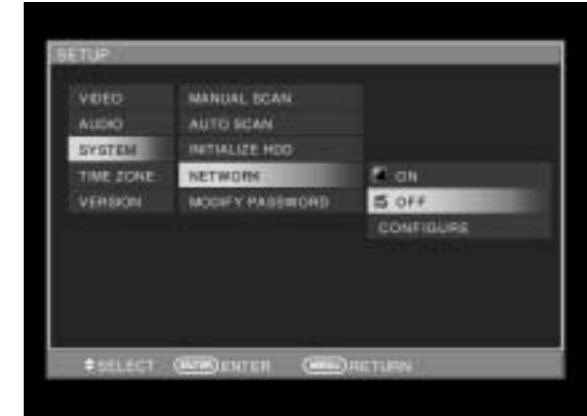 SETUP
VIDEO
AUDIO
SYSTEM
TIME ZONE
VERSION
MANUAL SCAN
AUTO SCAN
INITIALIZE HDD
NETWORK
MODIFY PASSWORD
ON
OFF
CONFIGURE
SELECT ENTER ENTER MENU RETURN